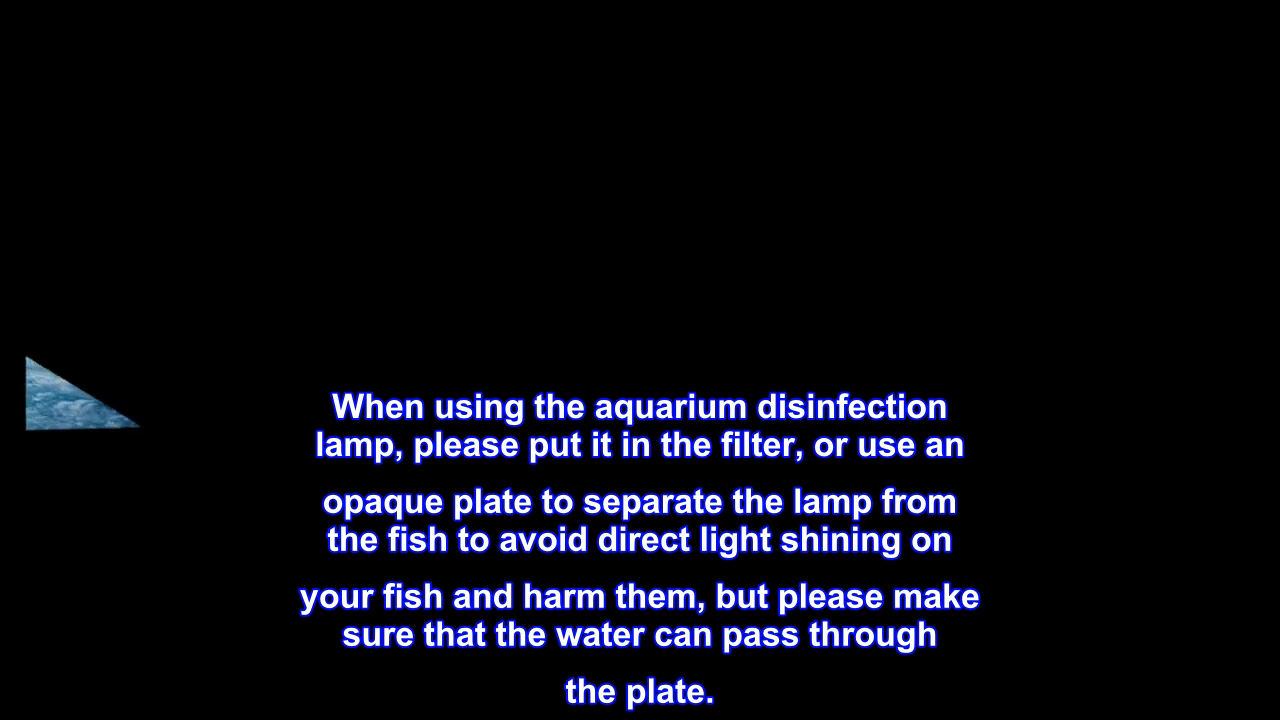 When using the aquarium disinfection
lamp, please put it in the filter, or use an
opaque plate to separate the lamp from
the fish to avoid direct light shining on
your fish and harm them, but please make
sure that the water can pass through
the plate.